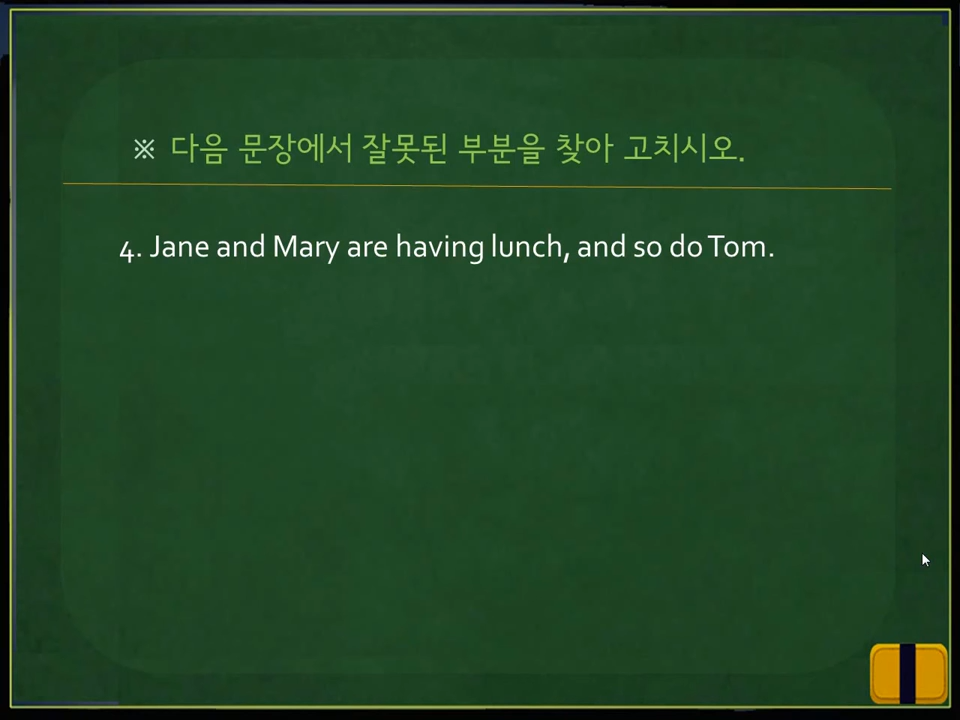 ※ 다음 문장에서 잘못된 부분을 찾아 고치시오.
4. Jane and Mary are having lunch, and so do Tom.